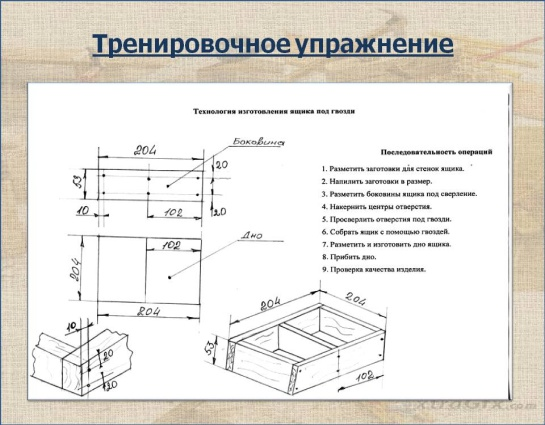 Тренировочное упражнение
Технология изготовления ящика под гвозди
Боковина
204
20
53
10
102
20
Последовательность операций
1. Разметить заготовки для стенок ящика.
2. Напилить заготовки в размер.
3. Разметить боковины ящика под сверление.
4. Накернить центры отверстия.
5. Просверлить отверстия под гвозди.
6. Собрать ящик с помощью гвоздей.
7. Разметить и изготовить дно ящика.
8. Прибить дно.
9. Проверка качества изделия.
Дно
102
204
204
10
20
20
204
204
53
102